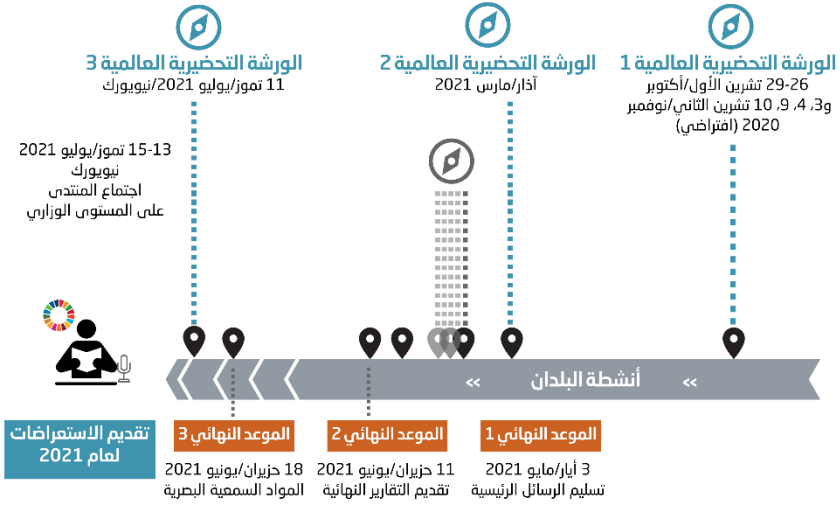 الورشة التحضيرية العالمية 1
26-29 تشرين الأول/أكتوبر
و3، 4، 9، 10 تشرين الثاني/نوفمبر
2020 (افتراضي)
الورشة التحضيرية العالمية 2
آذار/مارس 2021
الورشة التحضيرية العالمية 3
11 تموز/يوليو 2021/نيويورك
13-15 تموز/يوليو 2021
نيويورك
اجتماع المنتدى
على المستوى الوزاري
>> أنشطة البلدان >>
الموعد النهائي 1
3 أيار/مايو 2021
تسليم الرسائل الرئيسية
الموعد النهائي 2
11 حزيران/يونيو 2021
تقديم التقارير النهائية
الموعد النهائي 3
18 حزيران/يونيو 2021
المواد السمعية البصرية
تقديم الاستعراضات
لعام 2021